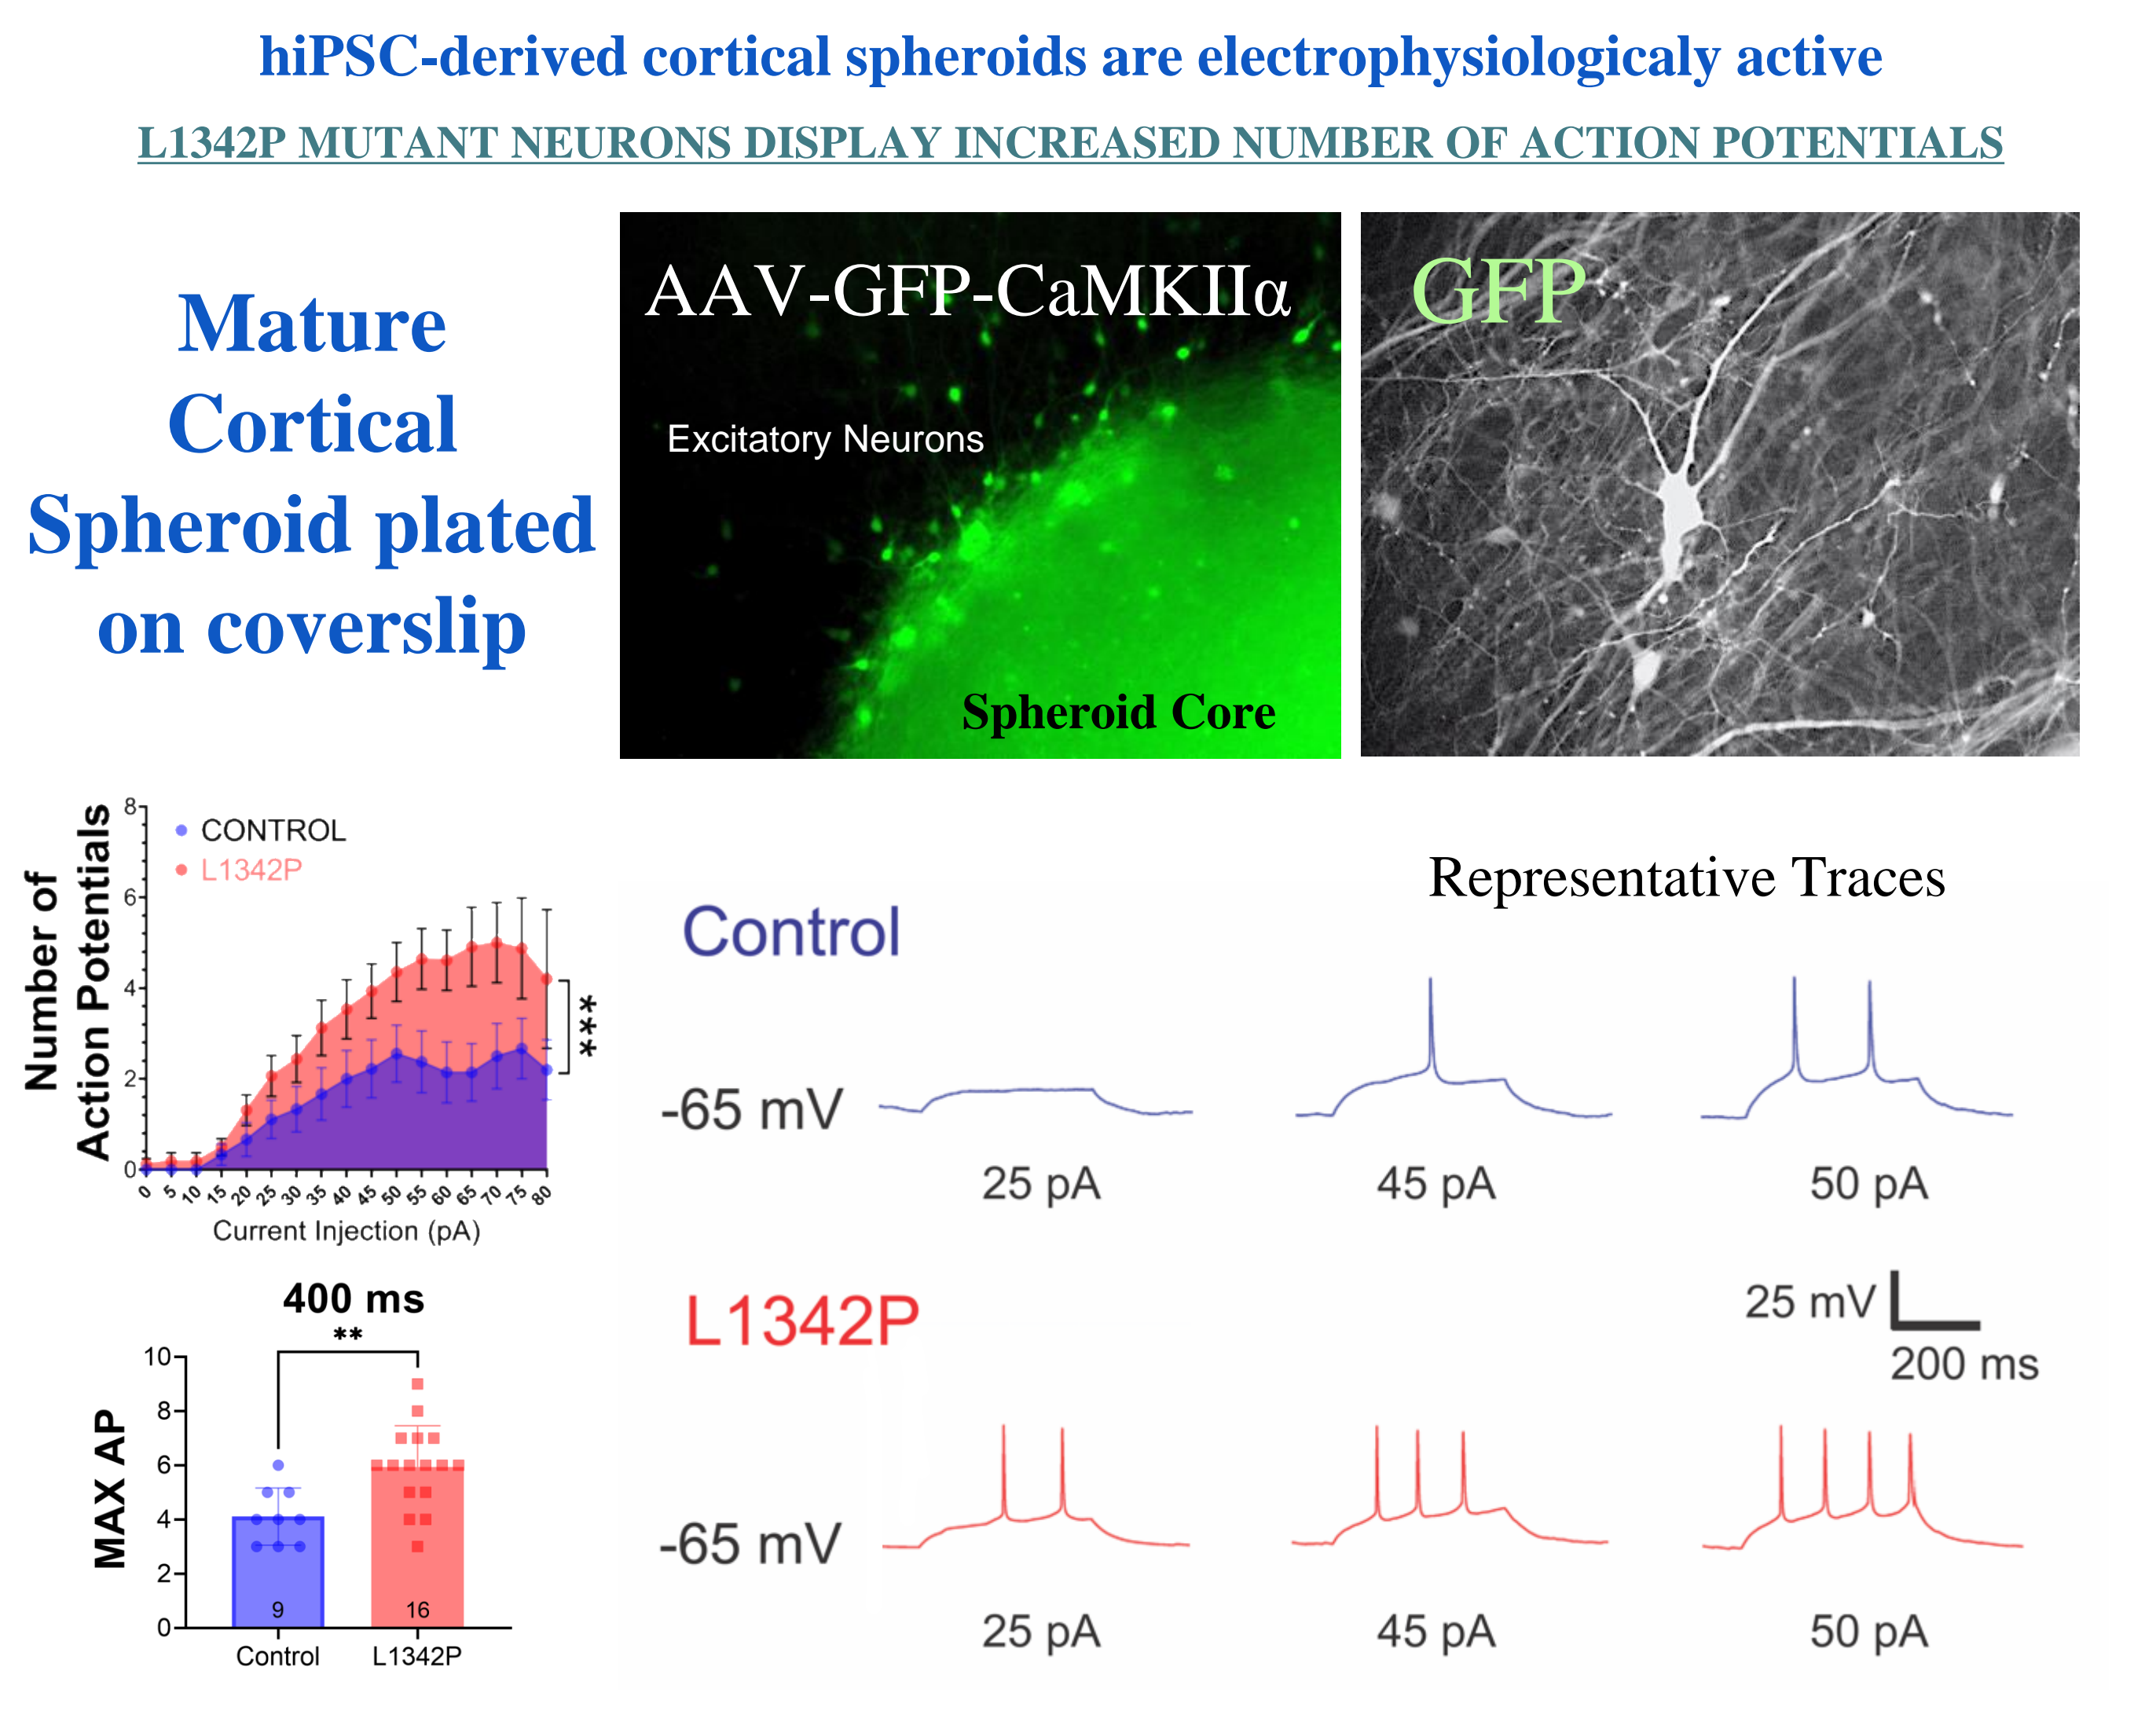 hiPSC-derived cortical spheroids are electrophysiologicaly active
L1342P MUTANT NEURONS DISPLAY INCREASED NUMBER OF ACTION POTENTIALS
Mature
Cortical
Spheroid plated
on coverslip
AAV-GFP-CaMKIIα
Excitatory Neurons
Spheroid Core
GFP
Number of
Action Potentials
8
6
4
2
0
CONTROL
L1342P
***
0 5 10 15 20 25 30 35 40 45 50 55 60 65 70 75 80
Current Injection (pA)
Representative Traces
Control
-65 mV
25 pA 45 pA 50 pA
400 ms
**
MAX AP
10
8
6
4
2
0
9 16
Control L1342P
L1342P
25 mV
200 ms
-65 mV
25 pA 45 pA 50 pA